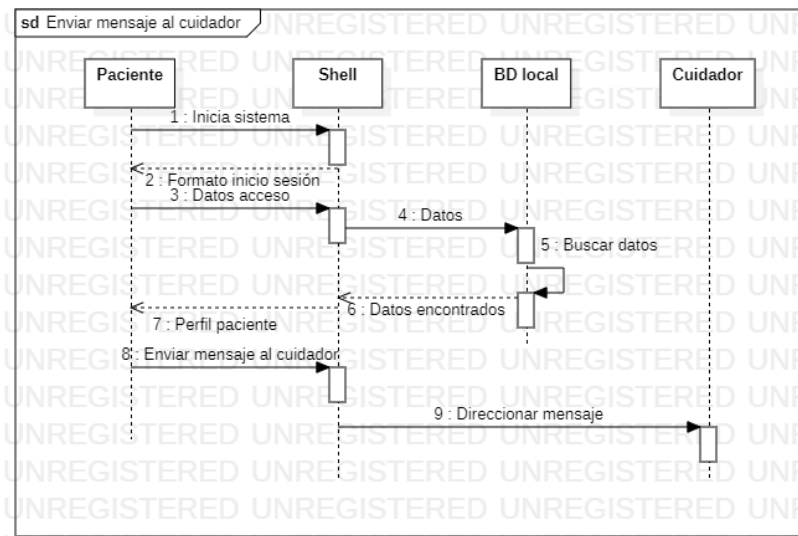 sd Enviar mensaje al cuidador
Paciente
Shell
BD local
Cuidador
1 : Inicia sistema
2 : Formato inicio sesión
3 : Datos acceso
4 : Datos
5 : Buscar datos
6 : Datos encontrados
7 : Perfil paciente
8 : Enviar mensaje al cuidador
9 : Direccionar mensaje
UNREGISTERED UNREGISTERED UNREGISTERED